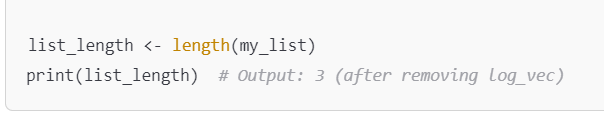 list_length <- length(my_list)
print(list_length)  # Output: 3 (after removing log_vec)